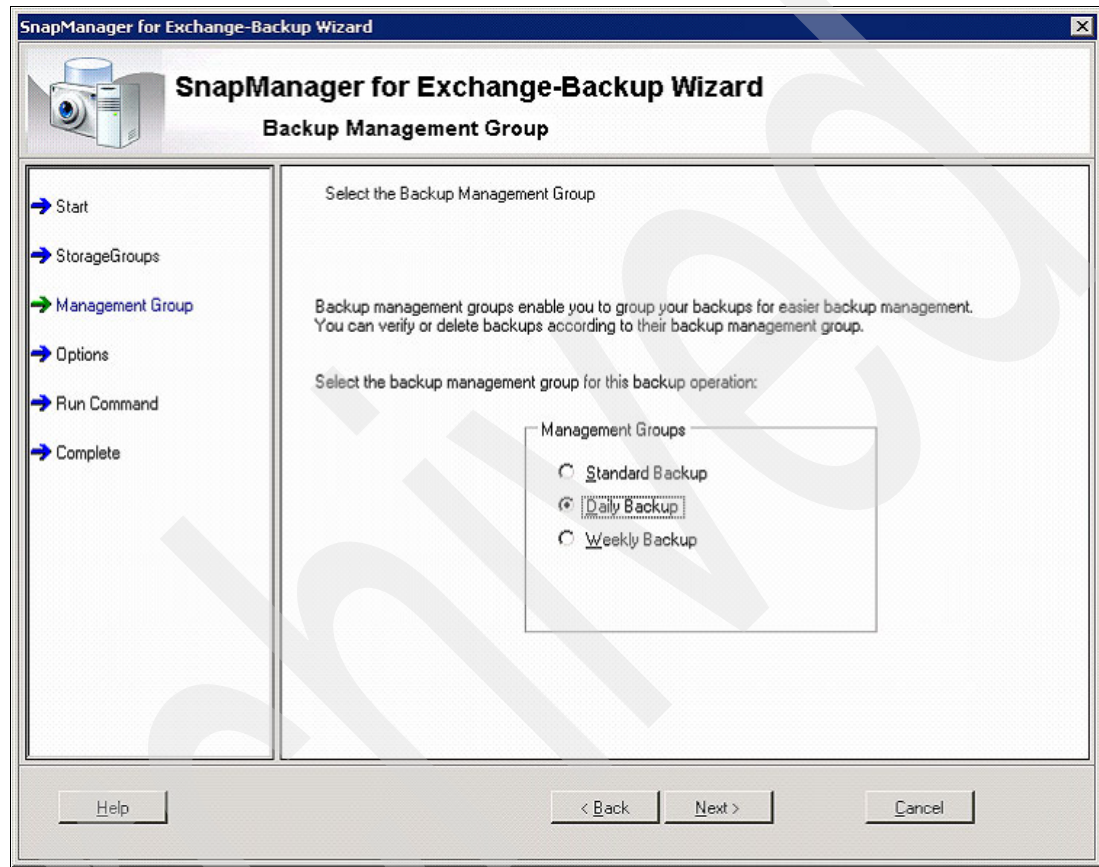 SnapManager for Exchange-Backup Wizard
SnapManager for Exchange-Backup Wizard
Backup Management Group
Start
StorageGroups
Management Group
Options
Run Command
Complete
Select the Backup Management Group
Backup management groups enable you to group your backups for easier backup management.
You can verify or delete backups according to their backup management group.
Select the backup management group for this backup operation:
Management Groups
Standard Backup
Daily Backup
Weekly Backup
Help
< Back
Next >
Cancel